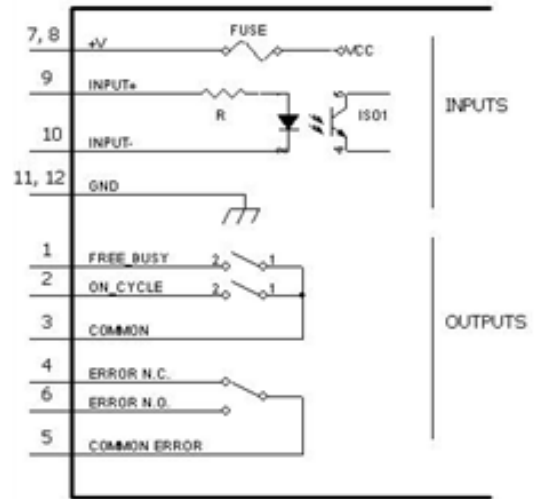 7, 8 +V FUSE VCC
9 INPUT+ R ISO1
INPUTS
10 INPUT-
11, 12 GND
1 FREE_BUSY 2 1
2 ON_CYCLE 2 1
3 COMMON
OUTPUTS
4 ERROR N.C.
6 ERROR N.O.
5 COMMON ERROR